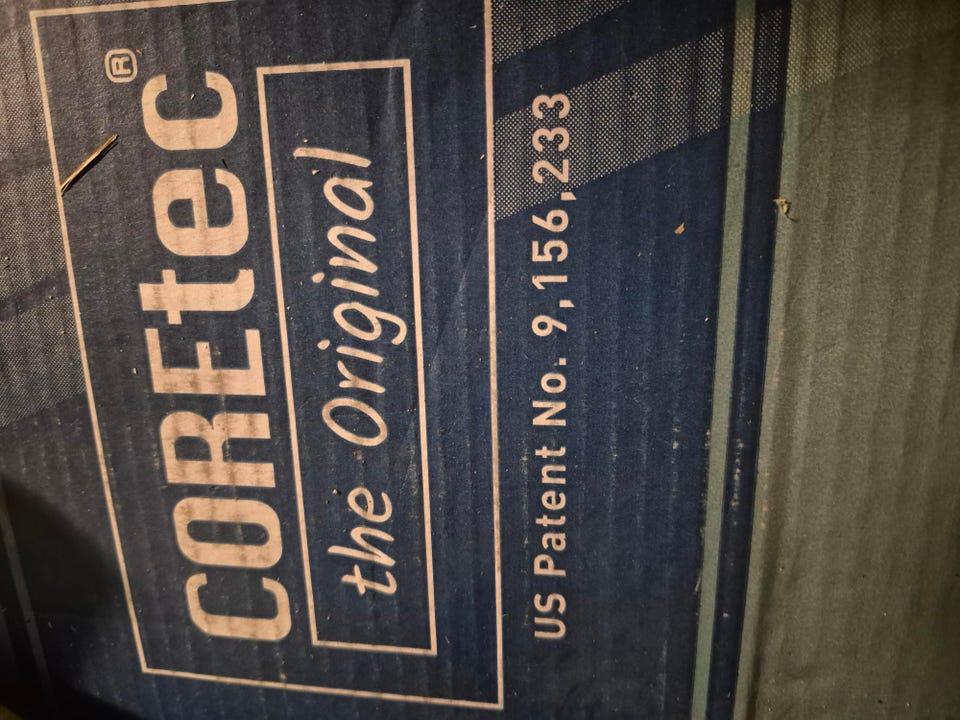 COREtec®
the Original
US Patent No. 9,156,233